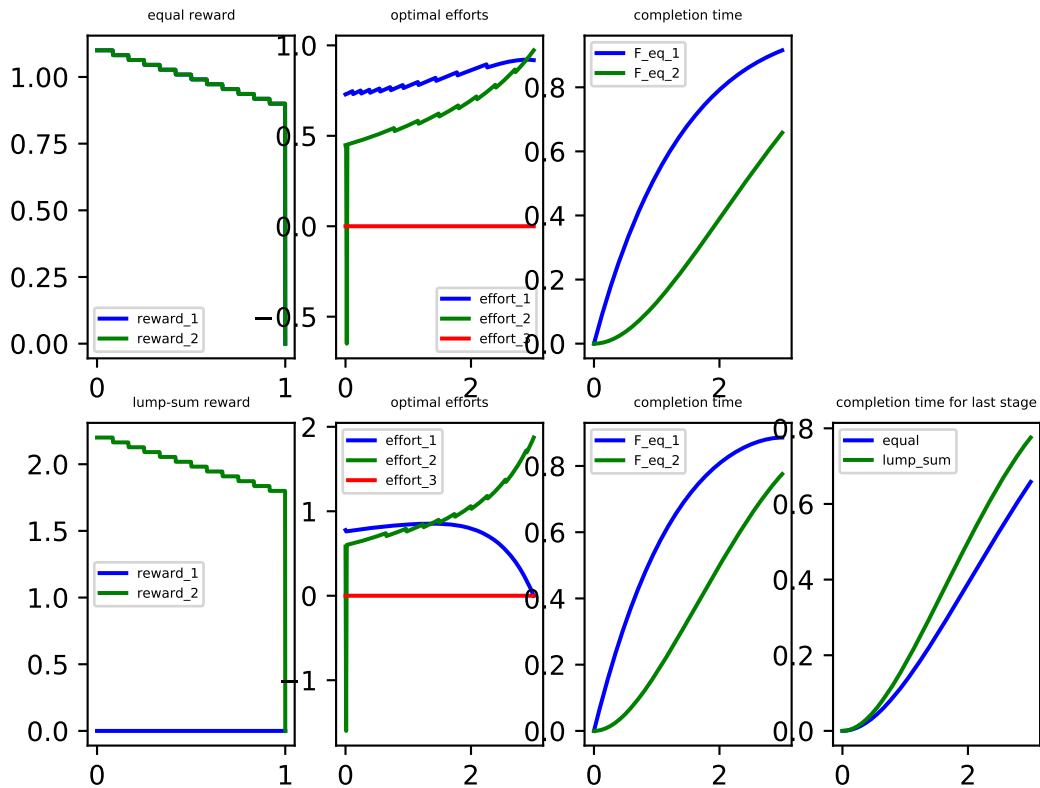 equal reward
optimal efforts
completion time
1.00
0.75
0.50
0.25
0.00
reward_1
reward_2
0
1
1.0
0.5
0.0
−0.5
effort_1
effort_2
effort_3
0
2
0.8
0.6
0.4
0.2
0.0
F_eq_1
F_eq_2
0
2
lump-sum reward
optimal efforts
completion time
completion time for last stage
2.0
1.5
1.0
0.5
0.0
reward_1
reward_2
0
1
2
1
0
−1
effort_1
effort_2
effort_3
0
2
0.8
0.6
0.4
0.2
0.0
F_eq_1
F_eq_2
0
2
0.8
0.6
0.4
0.2
0.0
equal
lump_sum
0
2